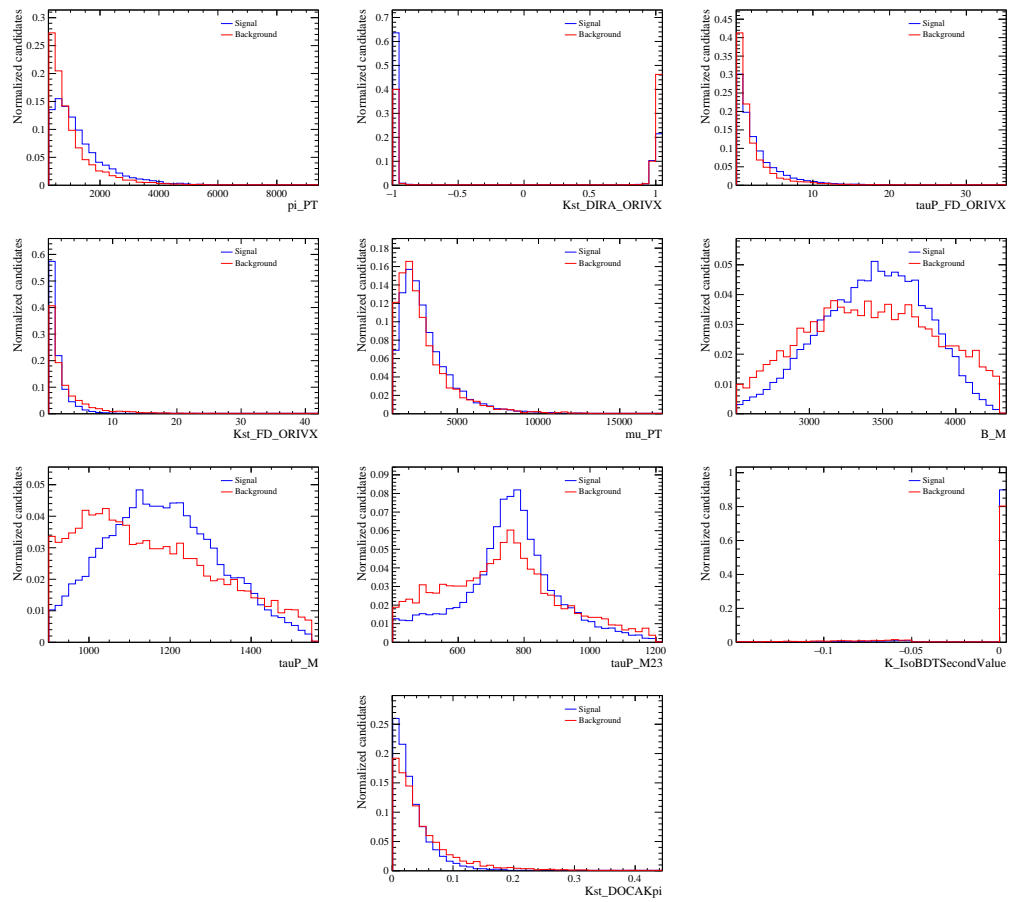 Normalized candidates
0.3
0.25
0.2
0.15
0.1
0.05
0
Signal
Background
2000 4000 6000 8000
pi_PT
Normalized candidates
0.7
0.6
0.5
0.4
0.3
0.2
0.1
0
Signal
Background
−1 −0.5 0 0.5 1
Kst_DIRA_ORIVX
Normalized candidates
0.45
0.4
0.35
0.3
0.25
0.2
0.15
0.1
0.05
0
Signal
Background
10 20 30
tauP_FD_ORIVX
Normalized candidates
0.6
0.5
0.4
0.3
0.2
0.1
0
Signal
Background
10 20 30 40
Kst_FD_ORIVX
Normalized candidates
0.18
0.16
0.14
0.12
0.1
0.08
0.06
0.04
0.02
0
Signal
Background
5000 10000 15000
mu_PT
Normalized candidates
0.05
0.04
0.03
0.02
0.01
0
Signal
Background
3000 3500 4000
B_M
Normalized candidates
0.05
0.04
0.03
0.02
0.01
0
Signal
Background
1000 1200 1400
tauP_M
Normalized candidates
0.09
0.08
0.07
0.06
0.05
0.04
0.03
0.02
0.01
0
Signal
Background
600 800 1000 1200
tauP_M23
Normalized candidates
1
0.8
0.6
0.4
0.2
0
Signal
Background
−0.1 −0.05 0
K_IsoBDTSecondValue
Normalized candidates
0.25
0.2
0.15
0.1
0.05
0
Signal
Background
0 0.1 0.2 0.3 0.4
Kst_DOCAKpi